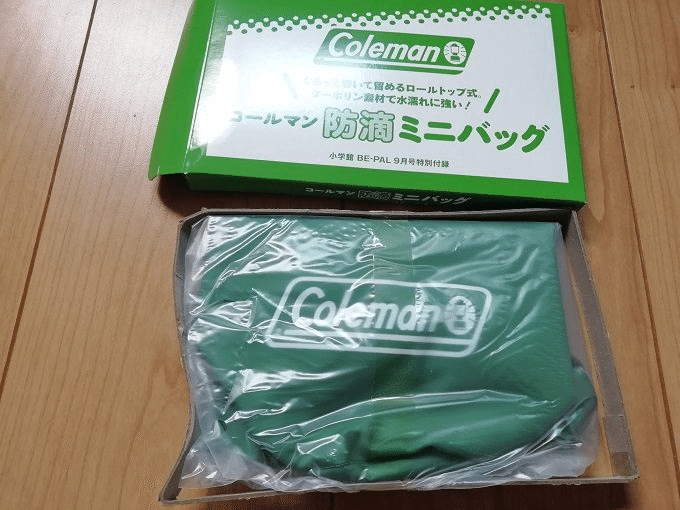 Coleman
くるっと巻いて留めるロールトップ式。
ターポリン素材で水濡れに強い!
コールマン 防滴ミニバッグ
小学館 BE-PAL 9月号特別付録
コールマン 防滴ミニバッグ
Coleman